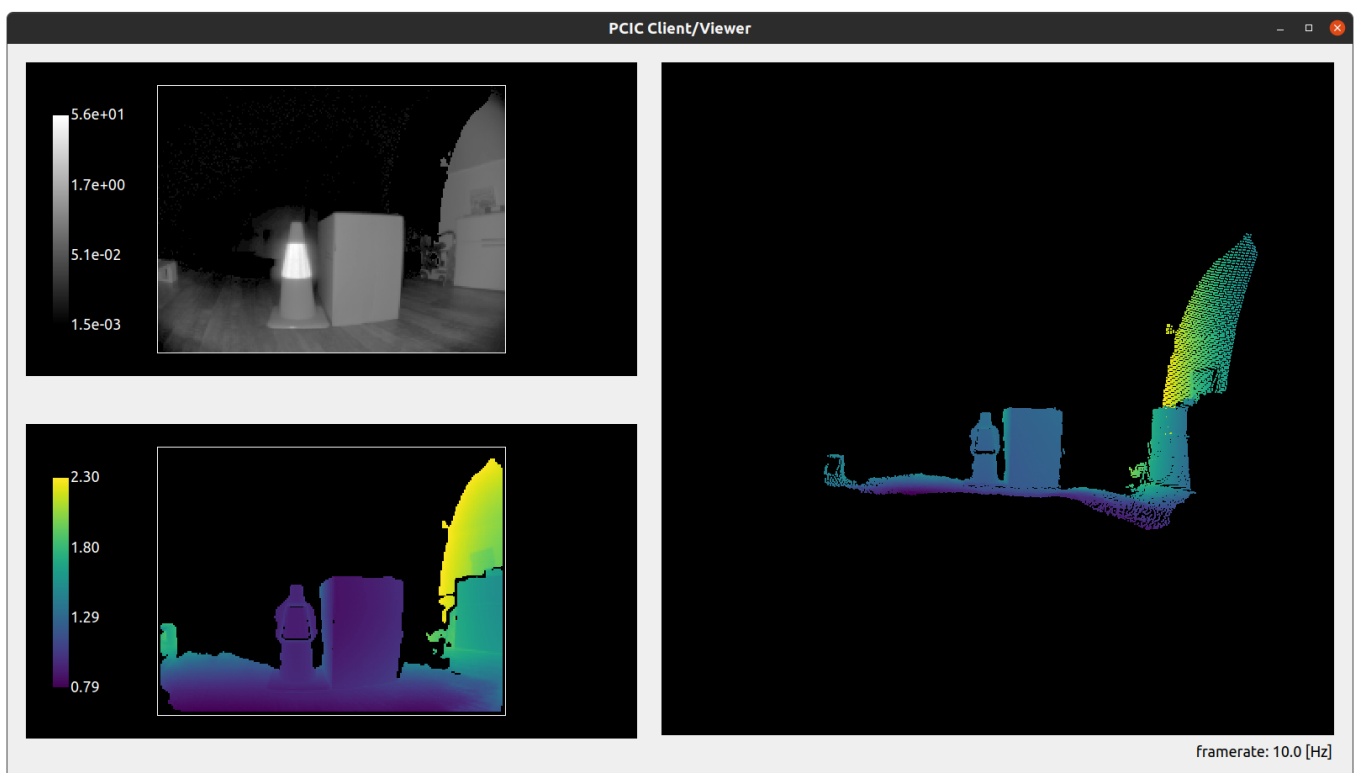 PCIC Client/Viewer
5.6e+01
1.7e+00
5.1e-02
1.5e-03
2.30
1.80
1.29
0.79
framerate: 10.0 [Hz]